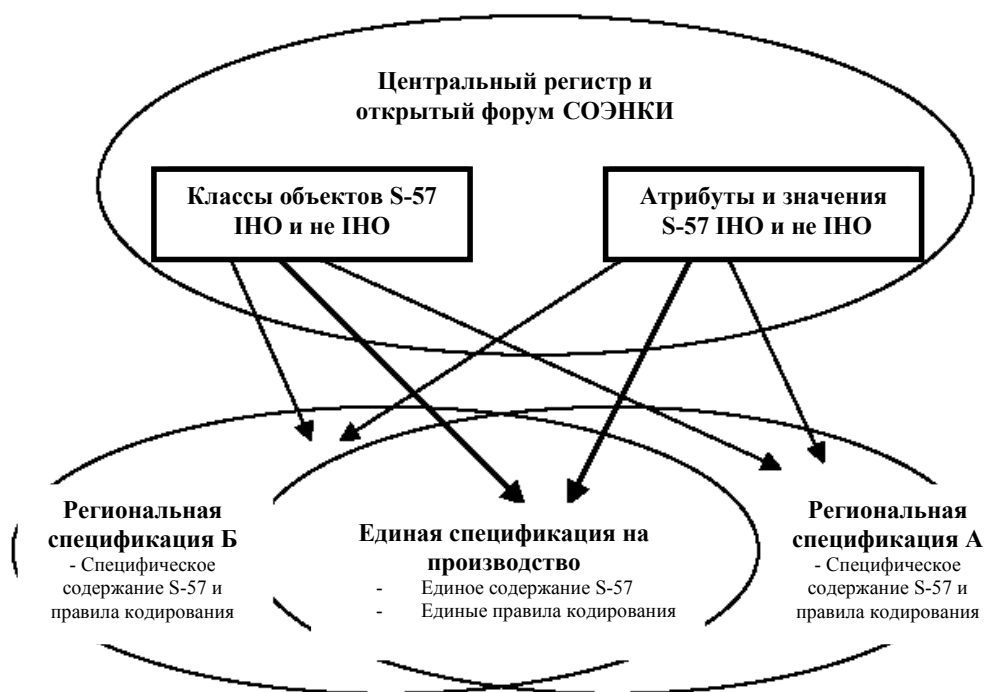 Центральный регистр и
открытый форум СОЭНКИ
Классы объектов S-57
IHO и не IHO
Атрибуты и значения
S-57 IHO и не IHO
Региональная
спецификация Б
- Специфическое
содержание S-57 и
правила кодирования
Единая спецификация на
производство
- Единое содержание S-57
- Единые правила кодирования
Региональная
спецификация А
- Специфическое
содержание S-57 и
правила кодирования